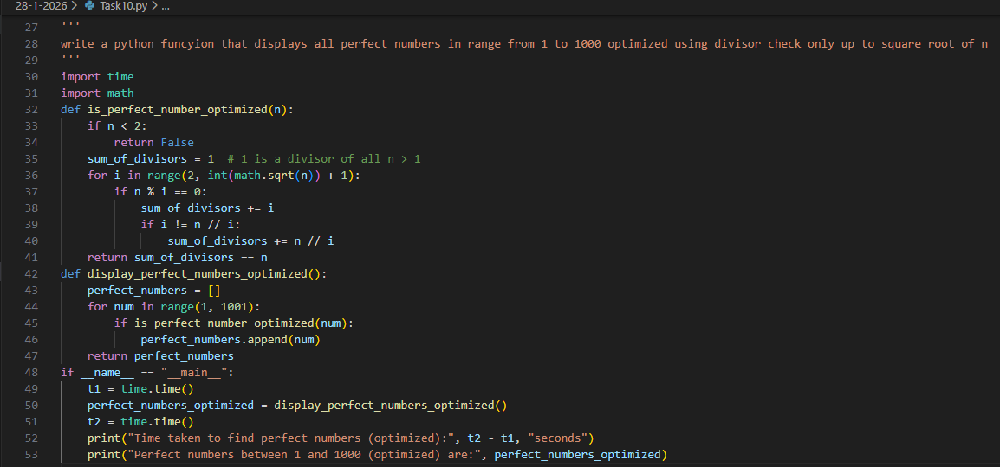 28-1-2026 > Task10.py > ...
27 '''
28 write a python funcyion that displays all perfect numbers in range from 1 to 1000 optimized using divisor check only up to square root of n
29 '''
30 import time
31 import math
32 def is_perfect_number_optimized(n):
33     if n < 2:
34         return False
35     sum_of_divisors = 1  # 1 is a divisor of all n > 1
36     for i in range(2, int(math.sqrt(n)) + 1):
37         if n % i == 0:
38             sum_of_divisors += i
39             if i != n // i:
40                 sum_of_divisors += n // i
41     return sum_of_divisors == n
42 def display_perfect_numbers_optimized():
43     perfect_numbers = []
44     for num in range(1, 1001):
45         if is_perfect_number_optimized(num):
46             perfect_numbers.append(num)
47     return perfect_numbers
48 if __name__ == "__main__":
49     t1 = time.time()
50     perfect_numbers_optimized = display_perfect_numbers_optimized()
51     t2 = time.time()
52     print("Time taken to find perfect numbers (optimized):", t2 - t1, "seconds")
53     print("Perfect numbers between 1 and 1000 (optimized) are:", perfect_numbers_optimized)